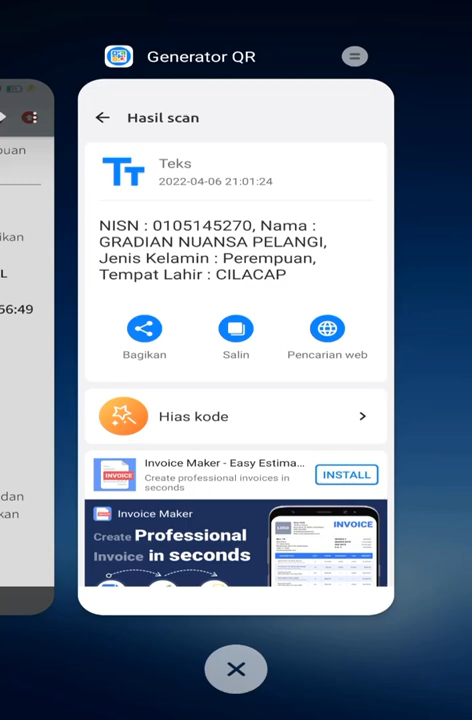 Generator QR
Hasil scan
Teks
2022-04-06 21:01:24
NISN : 0105145270, Nama :
GRADIAN NUANSA PELANGI,
Jenis Kelamin : Perempuan,
Tempat Lahir : CILACAP
Bagikan
Salin
Pencarian web
Hias kode
Invoice Maker - Easy Estima...
Create professional invoices in
seconds
INSTALL
INVOICE
Invoice Maker
Create Professional
Invoice in seconds
INVOICE
uan
ikan
L
56:49
dan
kan